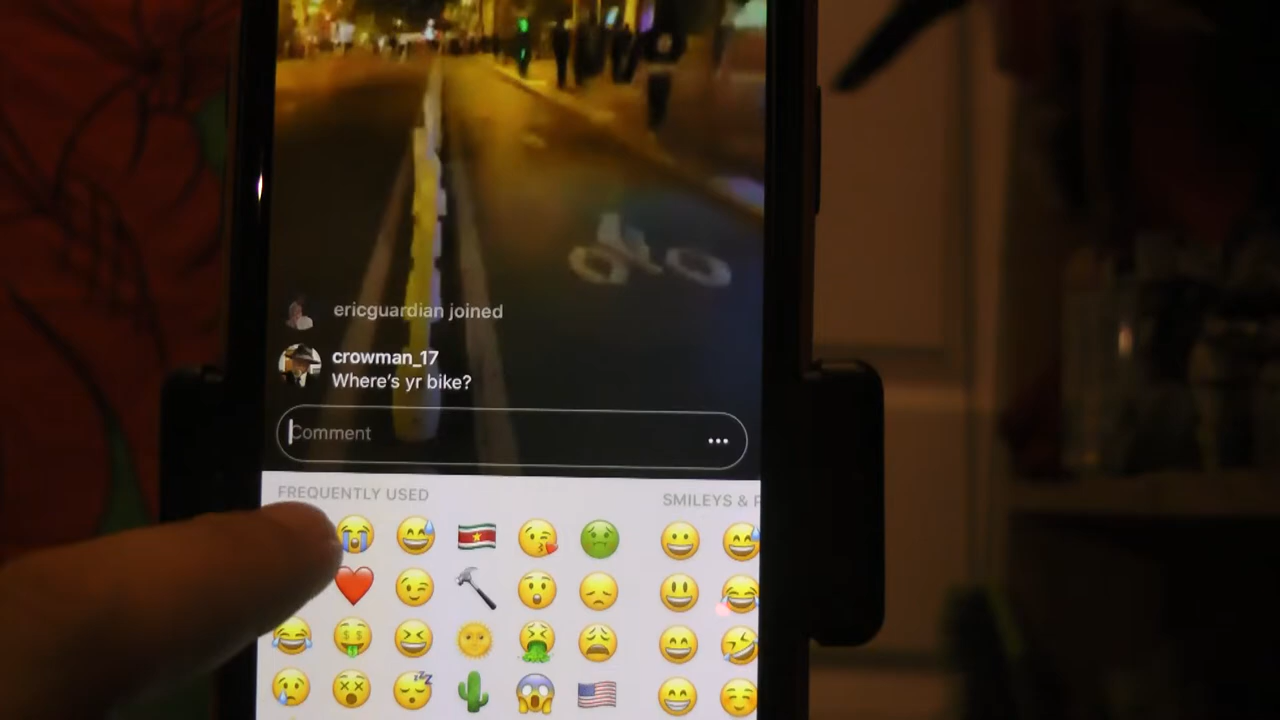 ericguardian joined
crowman_17
Where's yr bike?
Comment
FREQUENTLY USED
SMILEYS &